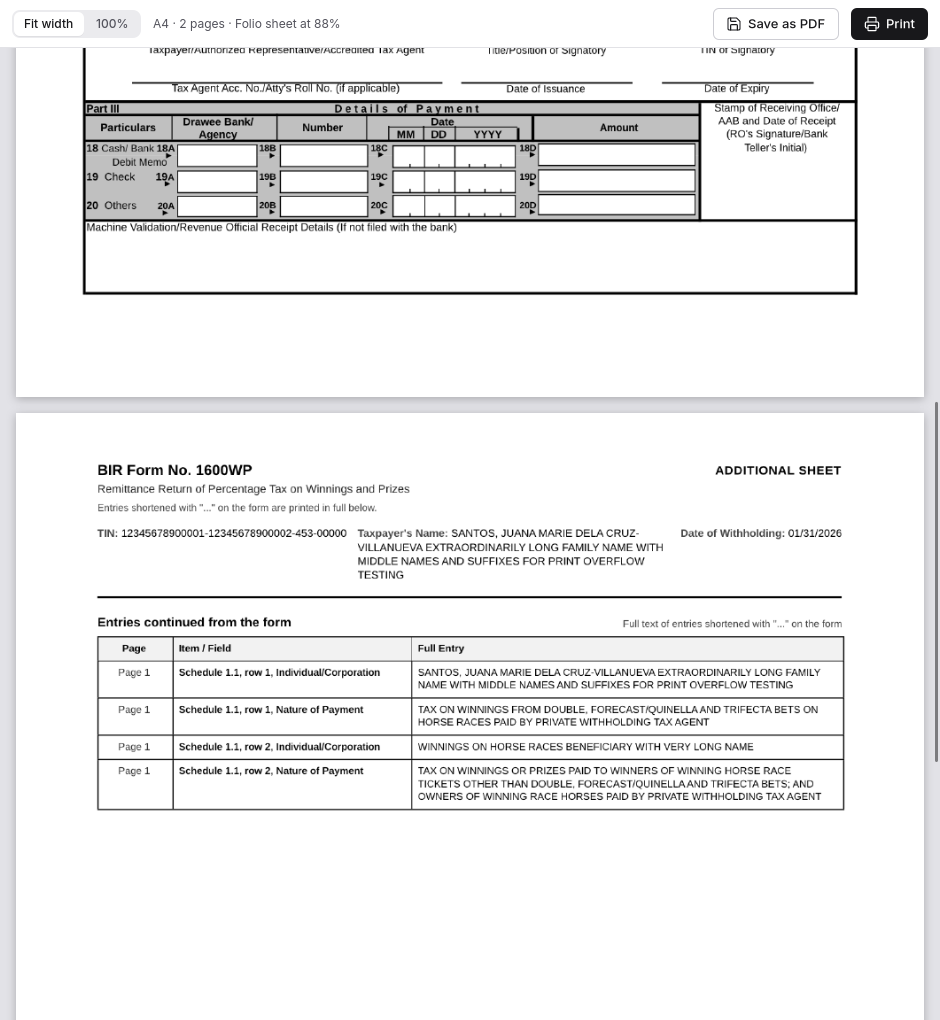 Fit width 100% A4 · 2 pages · Folio sheet at 88% Save as PDF Print
Taxpayer/Authorized Representative/Accredited Tax Agent Title/Position of Signatory TIN of Signatory
Tax Agent Acc. No./Atty's Roll No. (if applicable) Date of Issuance Date of Expiry
Part III Details of Payment
Stamp of Receiving Office/
AAB and Date of Receipt
(RO's Signature/Bank
Teller's Initial)
Particulars Drawee Bank/ Agency Number Date MM DD YYYY Amount
18 Cash/ Bank 18A 18B 18C 18D
Debit Memo
19 Check 19A 19B 19C 19D
20 Others 20A 20B 20C 20D
Machine Validation/Revenue Official Receipt Details (If not filed with the bank)
BIR Form No. 1600WP ADDITIONAL SHEET
Remittance Return of Percentage Tax on Winnings and Prizes
Entries shortened with "..." on the form are printed in full below.
TIN: 12345678900001-12345678900002-453-00000 Taxpayer's Name: SANTOS, JUANA MARIE DELA CRUZ- Date of Withholding: 01/31/2026
VILLANUEVA EXTRAORDINARILY LONG FAMILY NAME WITH
MIDDLE NAMES AND SUFFIXES FOR PRINT OVERFLOW
TESTING
Entries continued from the form Full text of entries shortened with "..." on the form
Page Item / Field Full Entry
Page 1 Schedule 1.1, row 1, Individual/Corporation SANTOS, JUANA MARIE DELA CRUZ-VILLANUEVA EXTRAORDINARILY LONG FAMILY
NAME WITH MIDDLE NAMES AND SUFFIXES FOR PRINT OVERFLOW TESTING
Page 1 Schedule 1.1, row 1, Nature of Payment TAX ON WINNINGS FROM DOUBLE, FORECAST/QUINELLA AND TRIFECTA BETS ON
HORSE RACES PAID BY PRIVATE WITHHOLDING TAX AGENT
Page 1 Schedule 1.1, row 2, Individual/Corporation WINNINGS ON HORSE RACES BENEFICIARY WITH VERY LONG NAME
Page 1 Schedule 1.1, row 2, Nature of Payment TAX ON WINNINGS OR PRIZES PAID TO WINNERS OF WINNING HORSE RACE
TICKETS OTHER THAN DOUBLE, FORECAST/QUINELLA AND TRIFECTA BETS; AND
OWNERS OF WINNING RACE HORSES PAID BY PRIVATE WITHHOLDING TAX AGENT